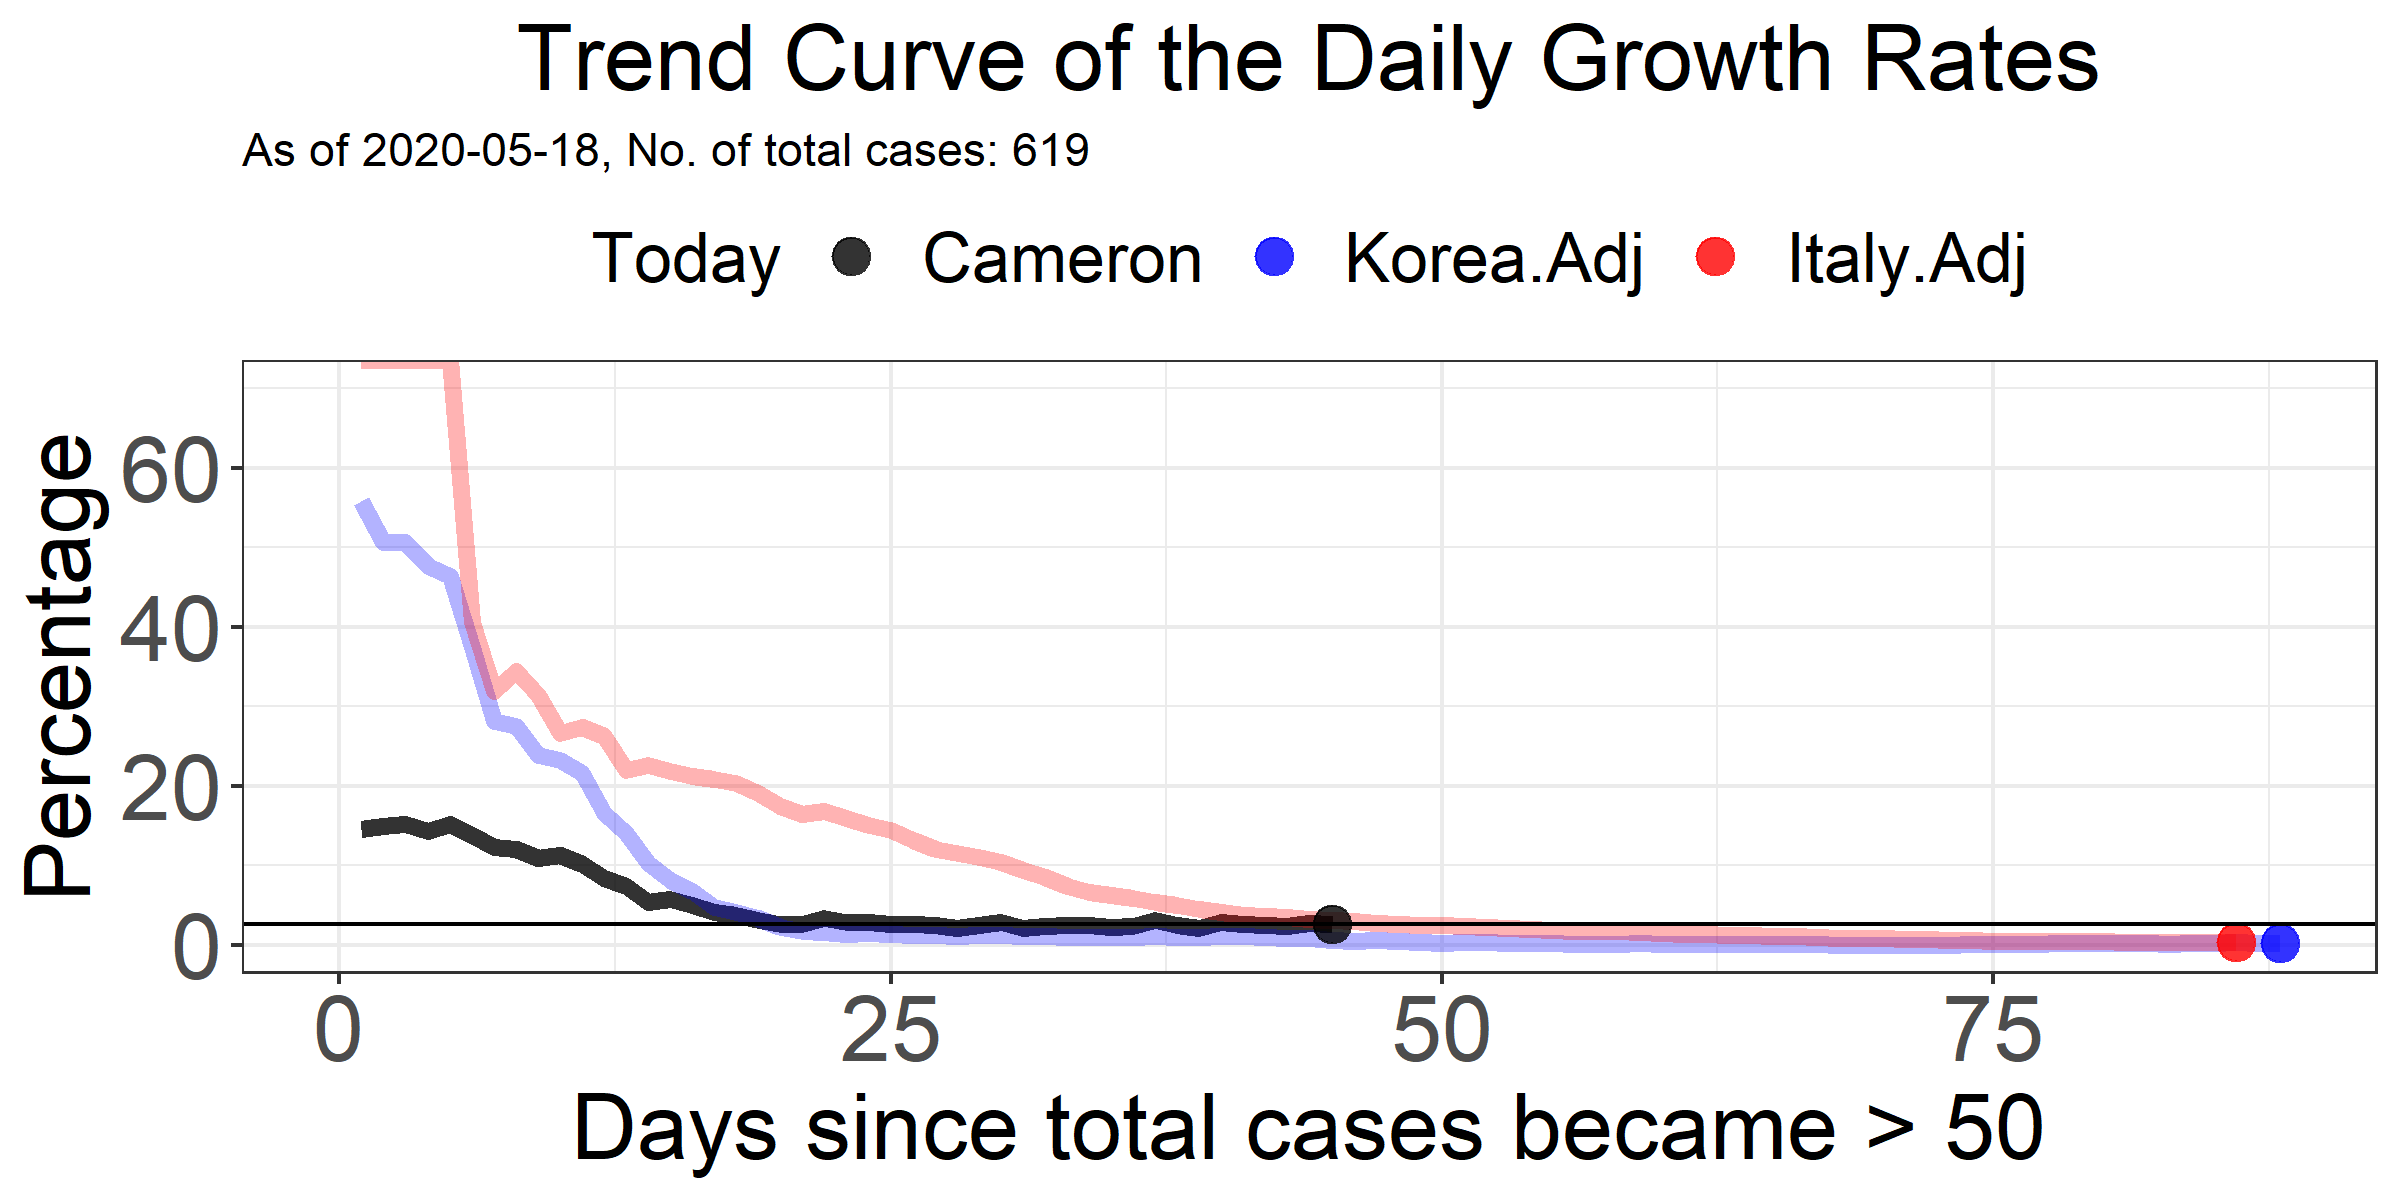 Trend Curve of the Daily Growth Rates
As of 2020-05-18, No. of total cases: 619
Today Cameron Korea.Adj Italy.Adj
Percentage
60
40
20
0
0 25 50 75
Days since total cases became > 50